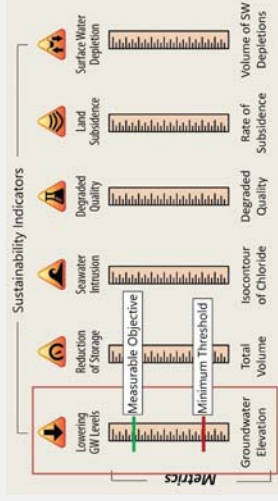 Sustainability Indicators
Lowering
GW Levels
Reduction
of Storage
Seawater
Intrusion
Degraded
Quality
Land
Subsidence
Surface Water
Depletion
Measurable Objective
Minimum Threshold
Metrics
Groundwater
Elevation
Total
Volume
Isocontour
of Chloride
Degraded
Quality
Rate of
Subsidence
Volume of SW
Depletions